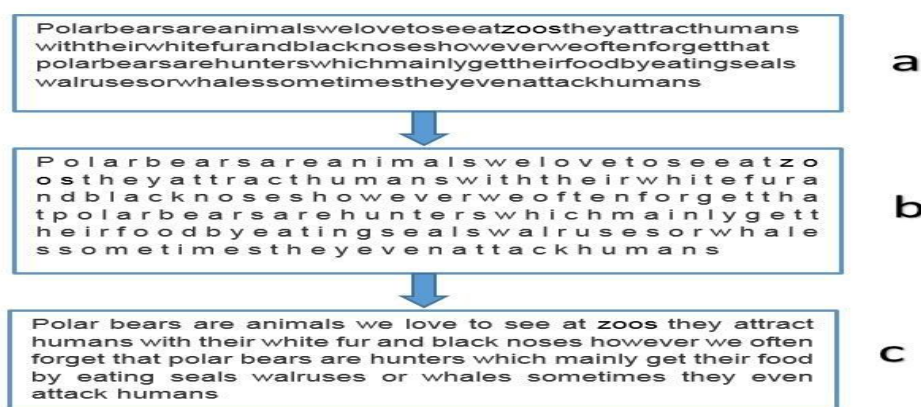 Polarbearsareanimalswelovetoseeatzoostheyattracthumans
withtheirwhitefurandblacknoseshoweverweoftenforgetthat
polarbearsarehunterswhichmainlygettheirfoodbyeatingseals
walrusesorwhalessometimestheyevenattackhumans
a
P o l a r b e a r s a r e a n i m a l s w e l o v e t o s e e a t z o
o s t h e y a t t r a c t h u m a n s w i t h t h e i r w h i t e f u r a
n d b l a c k n o s e s h o w e v e r w e o f t e n f o r g e t t h a
t p o l a r b e a r s a r e h u n t e r s w h i c h m a i n l y g e t t
h e i r f o o d b y e a t i n g s e a l s w a l r u s e s o r w h a l e
s s o m e t i m e s t h e y e v e n a t t a c k h u m a n s
b
Polar bears are animals we love to see at zoos they attract
humans with their white fur and black noses however we often
forget that polar bears are hunters which mainly get their food
by eating seals walruses or whales sometimes they even
attack humans
c